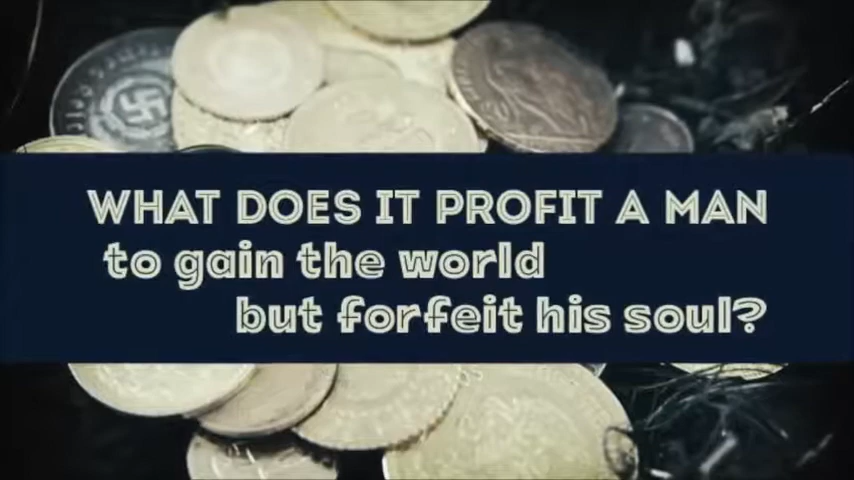 WHAT DOES IT PROFIT A MAN
to gain the world
but forfeit his soul?